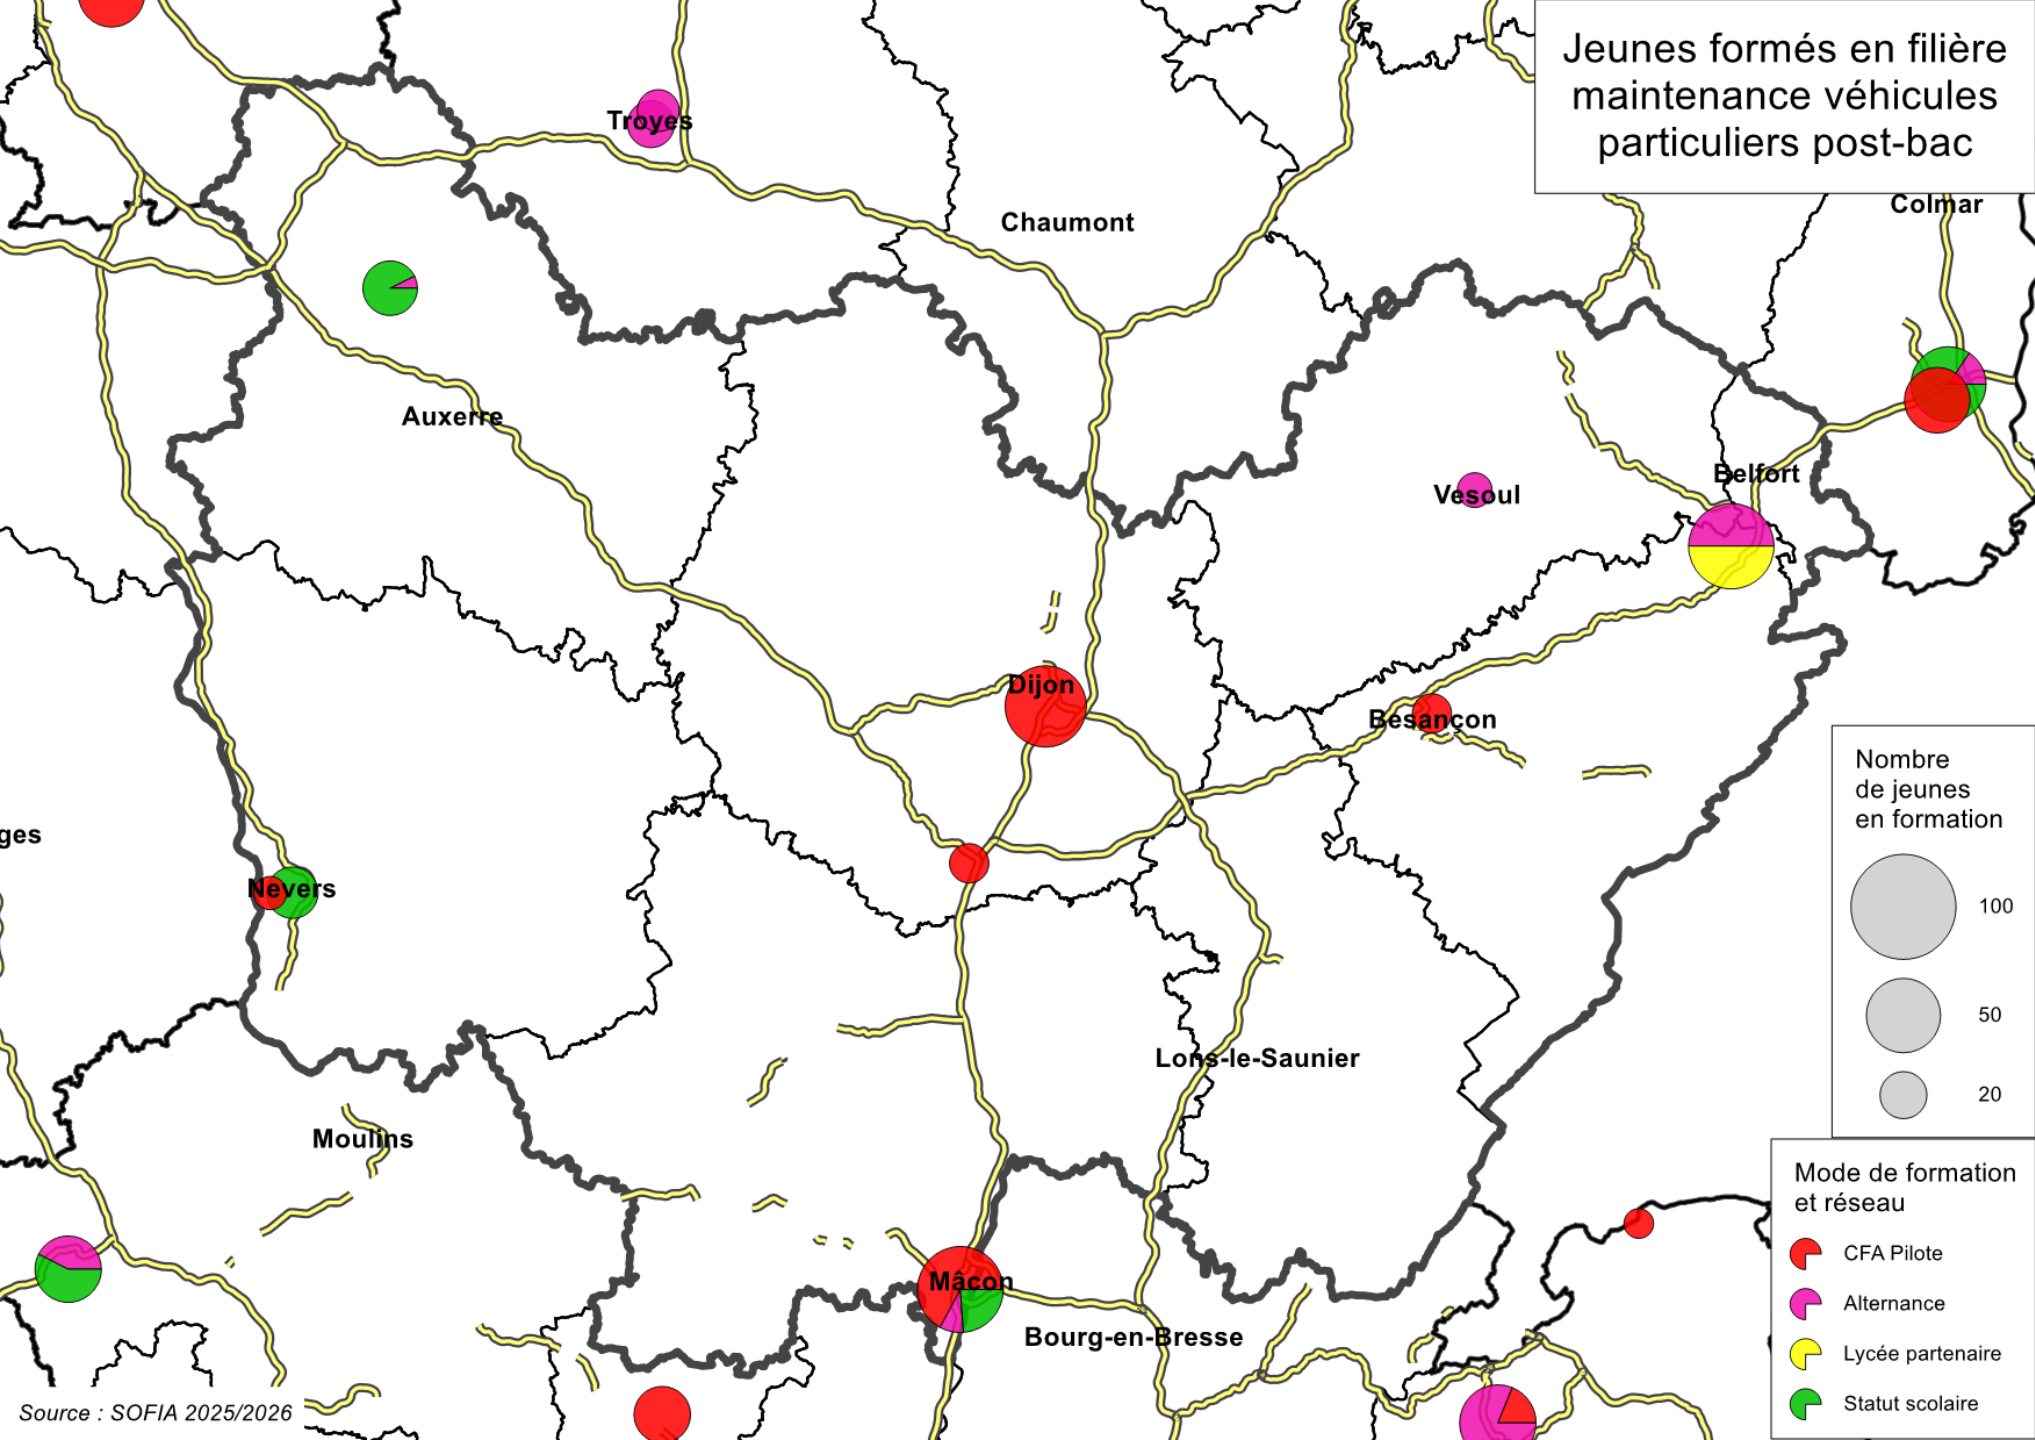 Jeunes formés en filière
maintenance véhicules
particuliers post-bac
Troyes
Chaumont
Colmar
Auxerre
Belfort
Vesoul
Dijon
Besançon
Nombre
de jeunes
en formation
100
50
20
ges
Nevers
Lons-le-Saunier
Moulins
Mâcon
Bourg-en-Bresse
Mode de formation
et réseau
CFA Pilote
Alternance
Lycée partenaire
Statut scolaire
Source : SOFIA 2025/2026